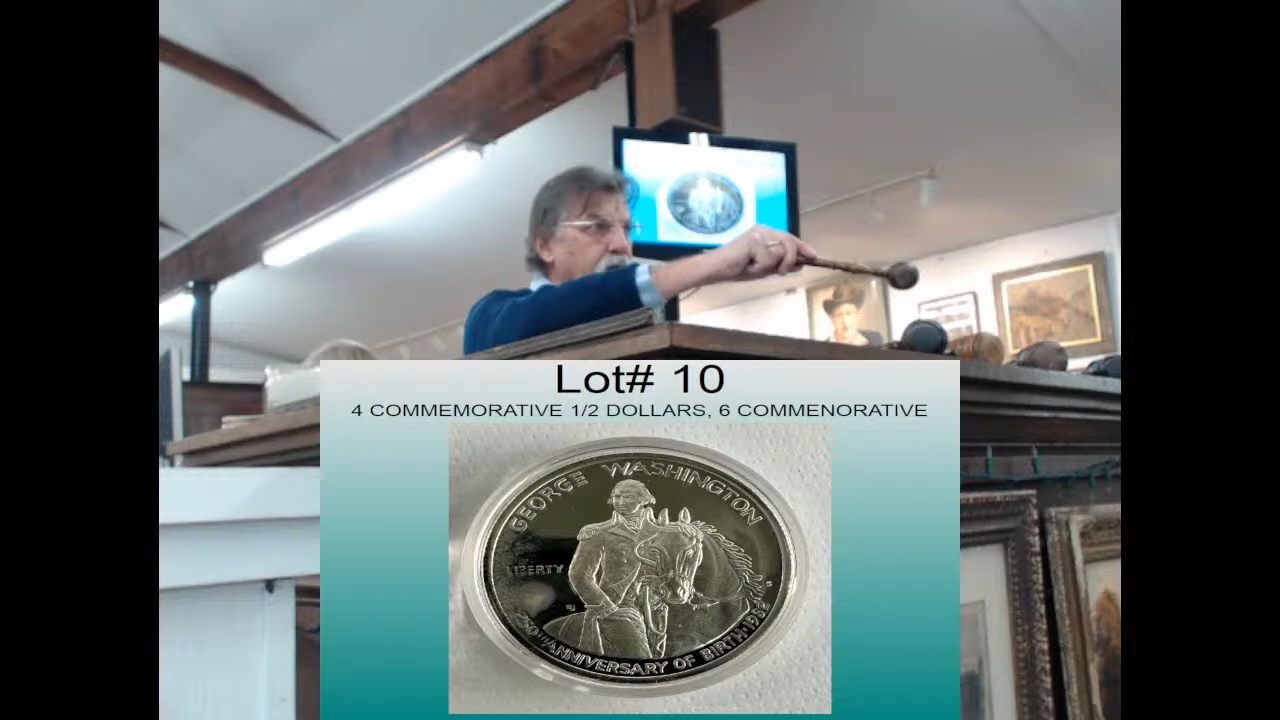 Lot# 10
4 COMMEMORATIVE 1/2 DOLLARS, 6 COMMENORATIVE
GEORGE WASHINGTON
LIBERTY
250TH ANNIVERSARY OF BIRTH·1982